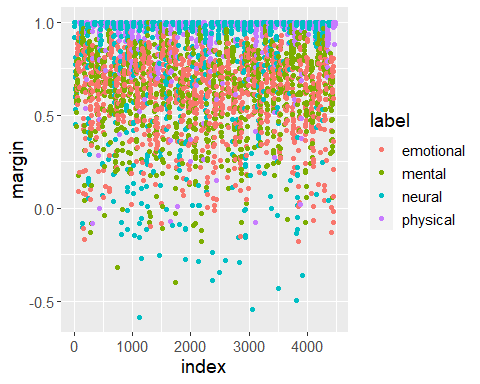 1.0
0.5
0.0
-0.5
margin
0 1000 2000 3000 4000
index
label
emotional
mental
neural
physical